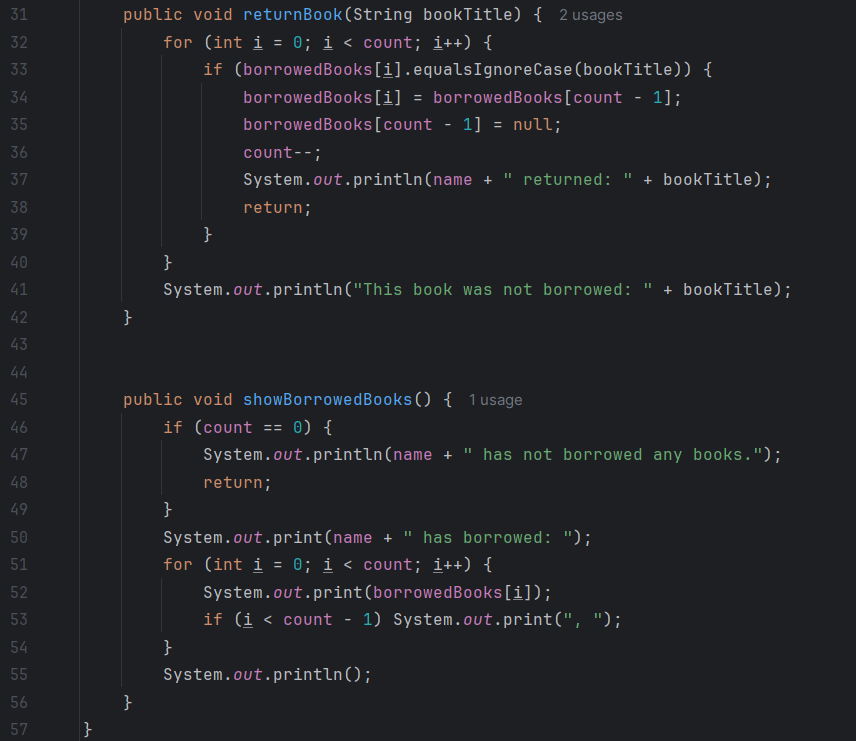 31 public void returnBook(String bookTitle) { 2 usages
32 for (int i = 0; i < count; i++) {
33 if (borrowedBooks[i].equalsIgnoreCase(bookTitle)) {
34 borrowedBooks[i] = borrowedBooks[count - 1];
35 borrowedBooks[count - 1] = null;
36 count--;
37 System.out.println(name + " returned: " + bookTitle);
38 return;
39 }
40 }
41 System.out.println("This book was not borrowed: " + bookTitle);
42 }
43
44
45 public void showBorrowedBooks() { 1 usage
46 if (count == 0) {
47 System.out.println(name + " has not borrowed any books.");
48 return;
49 }
50 System.out.print(name + " has borrowed: ");
51 for (int i = 0; i < count; i++) {
52 System.out.print(borrowedBooks[i]);
53 if (i < count - 1) System.out.print(", ");
54 }
55 System.out.println();
56 }
57 }